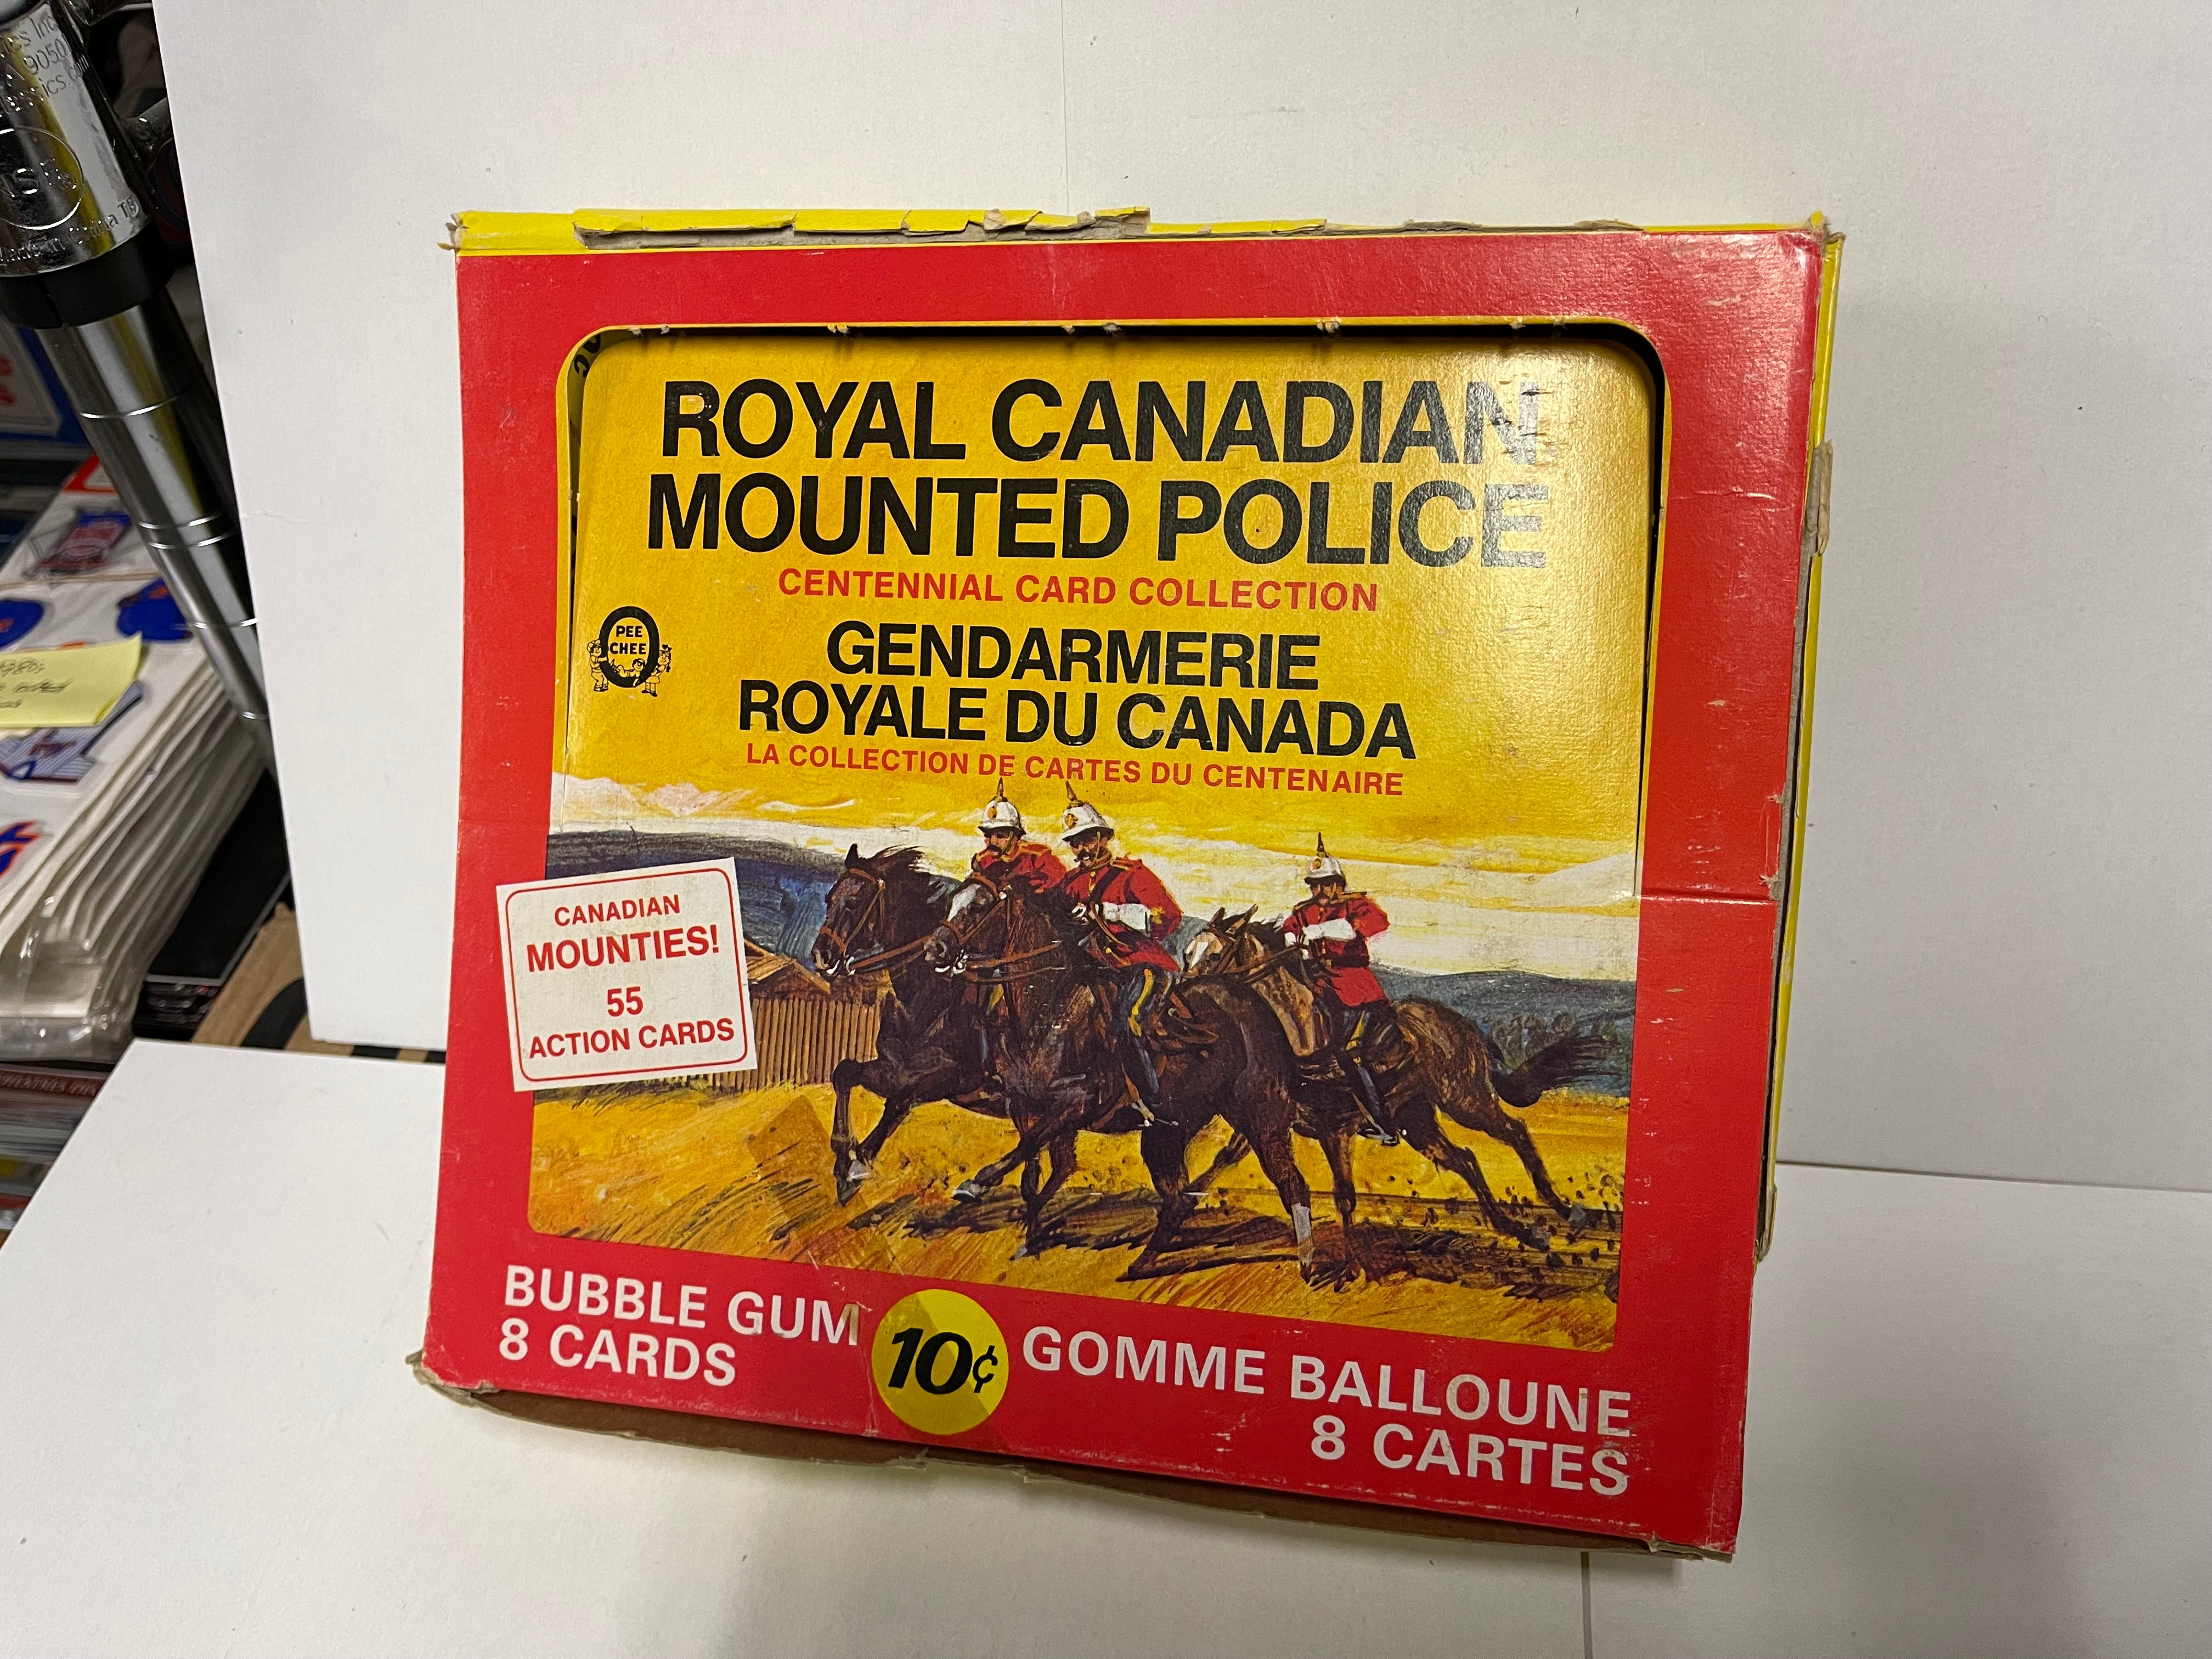 ROYAL CANADIAN
MOUNTED POLICE
CENTENNIAL CARD COLLECTION
O
PEE
CHEE
GENDARMERIE
ROYALE DU CANADA
LA COLLECTION DE CARTES DU CENTENAIRE
CANADIAN
MOUNTIES!
55
ACTION CARDS
BUBBLE GUM
8 CARDS
10¢
GOMME BALLOUNE
8 CARTES